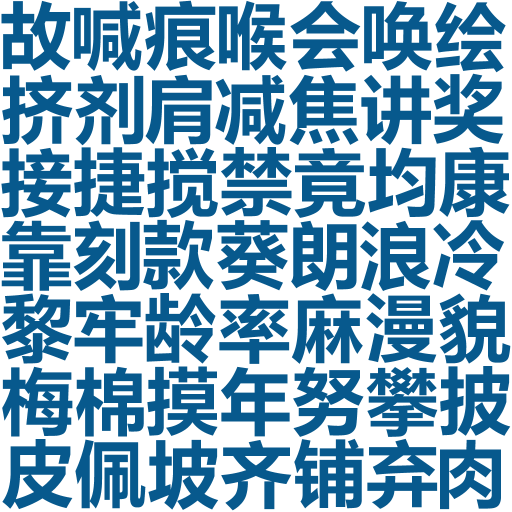 故喊痕喉会唤绘
挤剂肩减焦讲奖
接捷搅禁竟均康
靠刻款葵朗浪冷
黎牢龄率麻漫貌
梅棉摸年努攀披
皮佩坡齐铺弃肉